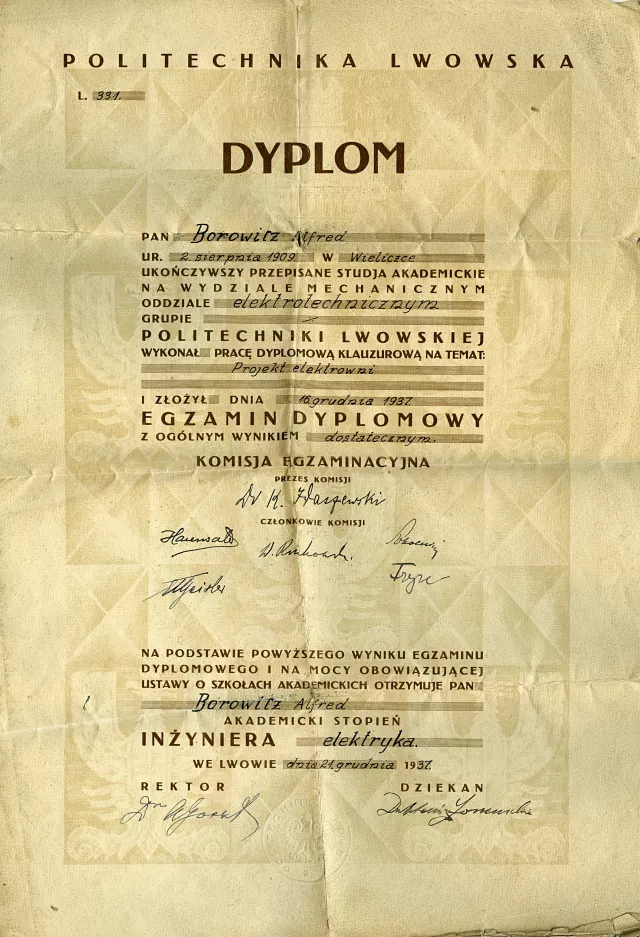 POLITECHNIKA LWOWSKA
L. 331.
DYPLOM
PAN Borowitz Alfred
UR. 2. sierpnia 1909. W Wieliczce
UKOŃCZYWSZY PRZEPISANE STUDJA AKADEMICKIE
NA WYDZIALE MECHANICZNYM
ODDZIALE elektrotechnicznym
GRUPIE —
POLITECHNIKI LWOWSKIEJ
WYKONAŁ PRACĘ DYPLOMOWĄ KLAUZUROWĄ NA TEMAT:
Projekt elektrowni
I ZŁOŻYŁ DNIA 16 grudnia 1937.
EGZAMIN DYPLOMOWY
Z OGÓLNYM WYNIKIEM dostatecznym.
KOMISJA EGZAMINACYJNA
PREZES KOMISJI
Dr K. Idaszewski
CZŁONKOWIE KOMISJI
Fryze
NA PODSTAWIE POWYŻSZEGO WYNIKU EGZAMINU
DYPLOMOWEGO I NA MOCY OBOWIĄZUJĄCEJ
USTAWY O SZKOŁACH AKADEMICKICH OTRZYMUJE PAN
Borowitz Alfred
AKADEMICKI STOPIEŃ
INŻYNIERA elektryka.
WE LWOWIE dnia 21. grudnia 1937.
REKTOR DZIEKAN